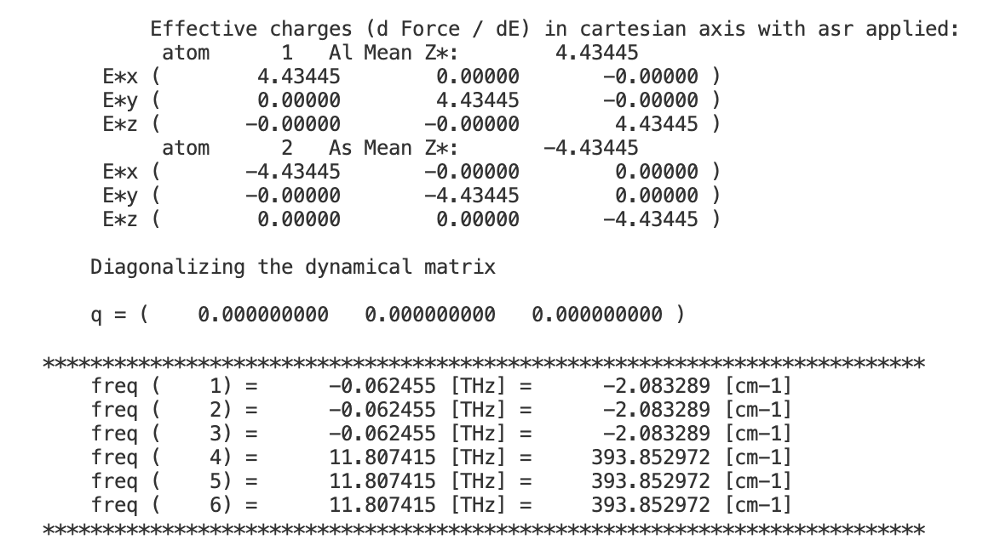 Effective charges (d Force / dE) in cartesian axis with asr applied:
atom 1 Al Mean Z*: 4.43445
E*x ( 4.43445 0.00000 -0.00000 )
E*y ( 0.00000 4.43445 -0.00000 )
E*z ( -0.00000 -0.00000 4.43445 )
atom 2 As Mean Z*: -4.43445
E*x ( -4.43445 -0.00000 0.00000 )
E*y ( -0.00000 -4.43445 0.00000 )
E*z ( 0.00000 0.00000 -4.43445 )
Diagonalizing the dynamical matrix
q = ( 0.000000000 0.000000000 0.000000000 )
**************************************************************************
freq ( 1) = -0.062455 [THz] = -2.083289 [cm-1]
freq ( 2) = -0.062455 [THz] = -2.083289 [cm-1]
freq ( 3) = -0.062455 [THz] = -2.083289 [cm-1]
freq ( 4) = 11.807415 [THz] = 393.852972 [cm-1]
freq ( 5) = 11.807415 [THz] = 393.852972 [cm-1]
freq ( 6) = 11.807415 [THz] = 393.852972 [cm-1]
**************************************************************************